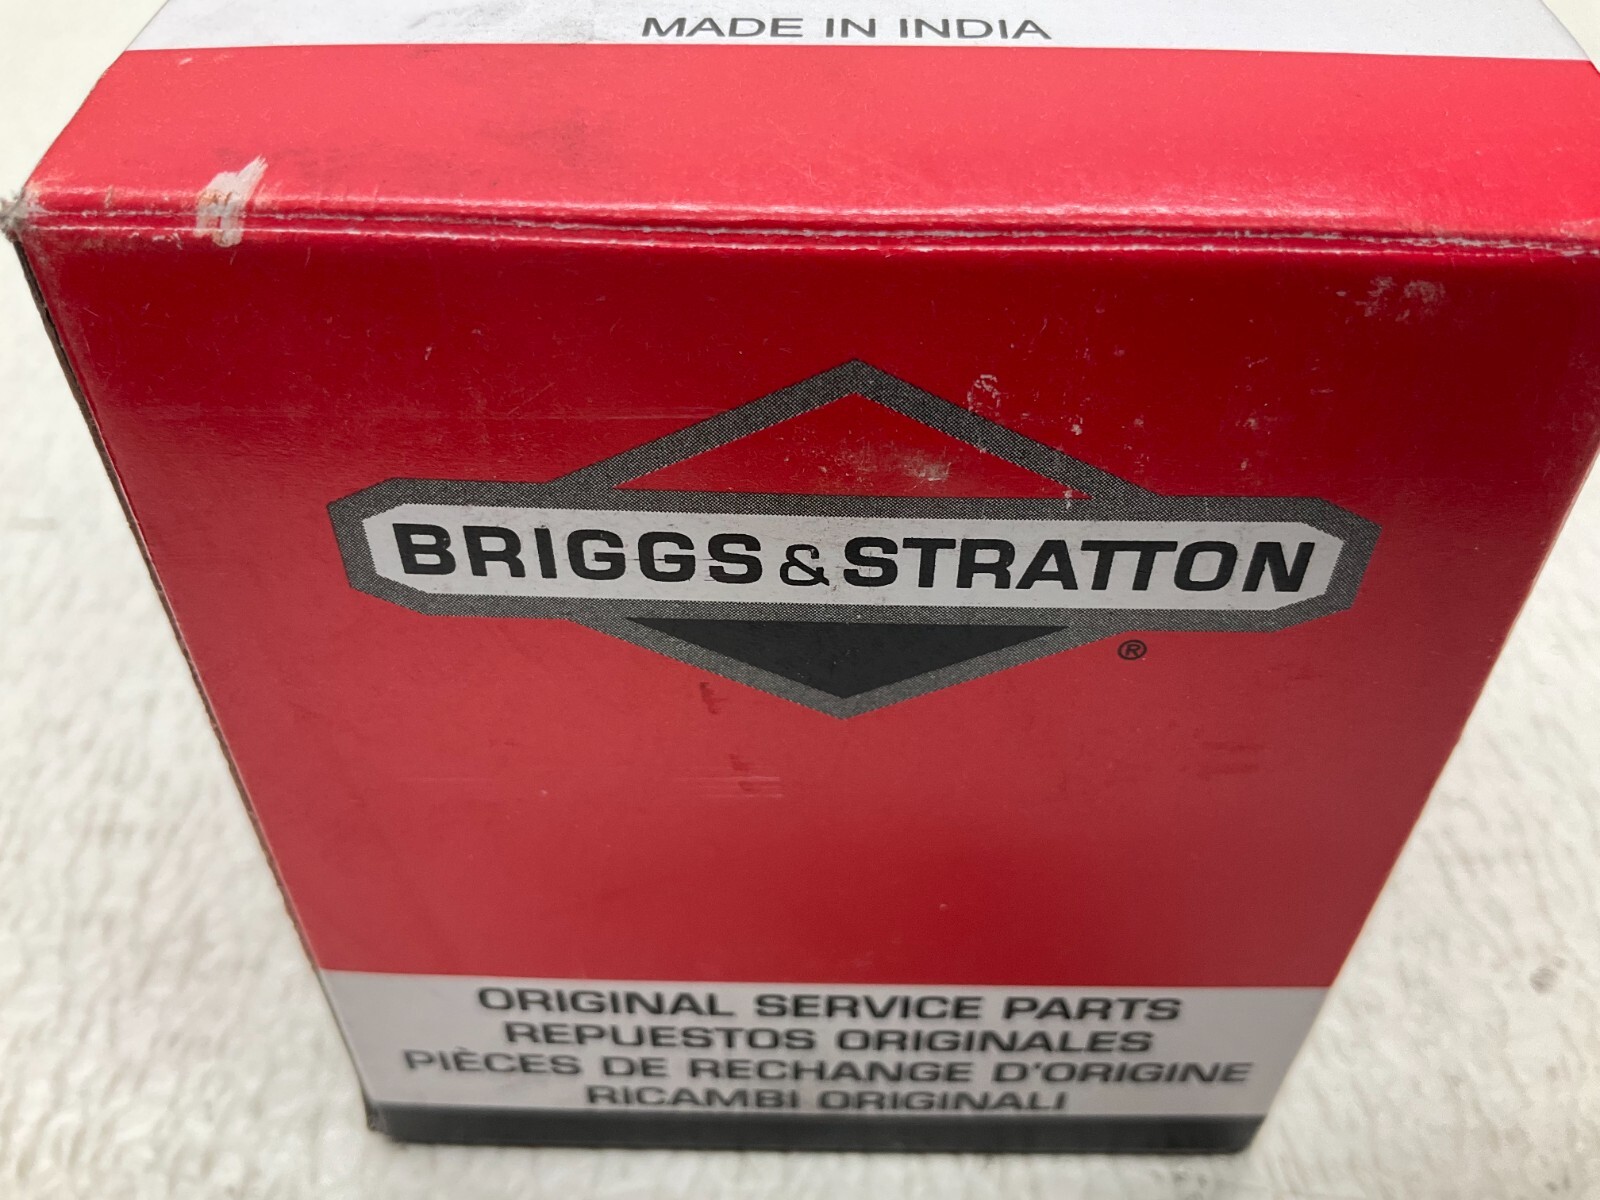 MADE IN INDIA
BRIGGS & STRATTON
®
ORIGINAL SERVICE PARTS
REPUESTOS ORIGINALES
PIÈCES DE RECHANGE D'ORIGINE
RICAMBI ORIGINALI